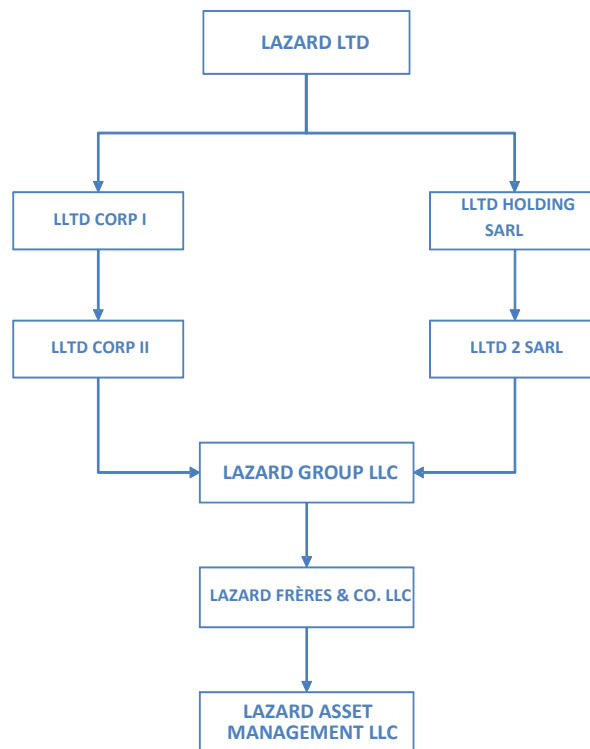 LAZARD LTD
LLTD CORP I
LLTD HOLDING
SARL
LLTD CORP II
LLTD 2 SARL
LAZARD GROUP LLC
LAZARD FRÈRES & CO. LLC
LAZARD ASSET
MANAGEMENT LLC